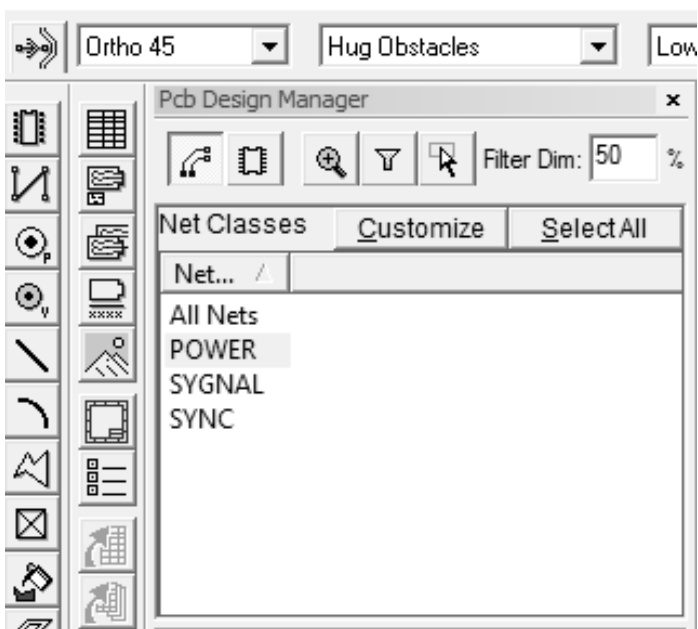 Ortho 45 Hug Obstacles Low
Pcb Design Manager x
Filter Dim: 50 %
Net Classes Customize Select All
Net...
All Nets
POWER
SYGNAL
SYNC